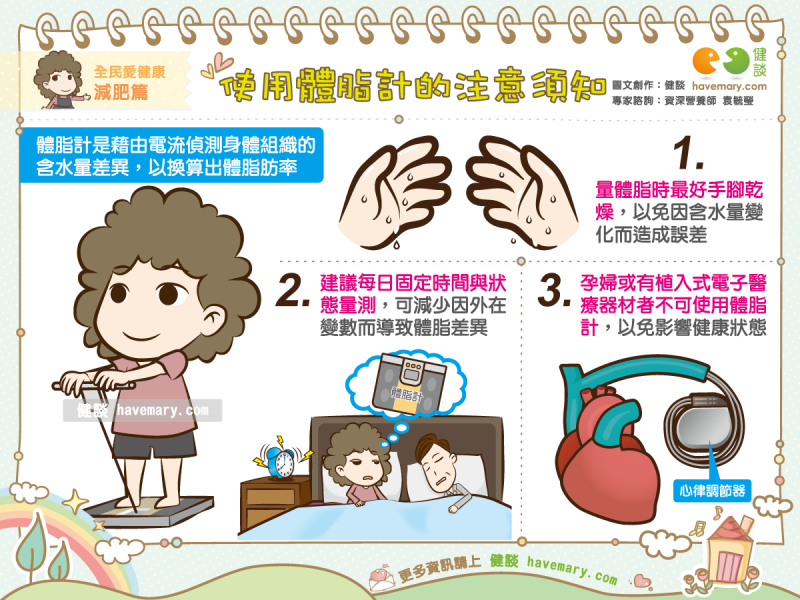 全民愛健康
減肥篇
使用體脂計的注意須知
健談
圖文創作：健談 havemary.com
專家諮詢：資深營養師 袁毓瑩
體脂計是藉由電流偵測身體組織的
含水量差異，以換算出體脂肪率
1.
量體脂時最好手腳乾
燥，以免因含水量變
化而造成誤差
2.
建議每日固定時間與狀
態量測，可減少因外在
變數而導致體脂差異
3.
孕婦或有植入式電子醫
療器材者不可使用體脂
計，以免影響健康狀態
體脂計
健談 havemary.com
心律調節器
更多資訊請上 健談 havemary.com